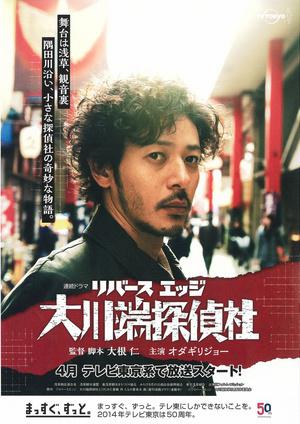 TV TOKYO
舞台は浅草、観音裏
隅田川沿い、小さな探偵社の奇妙な物語。
連続ドラマ
リバースエッジ
大川端探偵社
監督 脚本 大根 仁 主演 オダギリジョー
4月 テレビ東京系で放送スタート!
まっすぐ、ずっと。
まっすぐ、ずっと。テレ東にしかできないことを。
2014年テレビ東京は50周年。
50